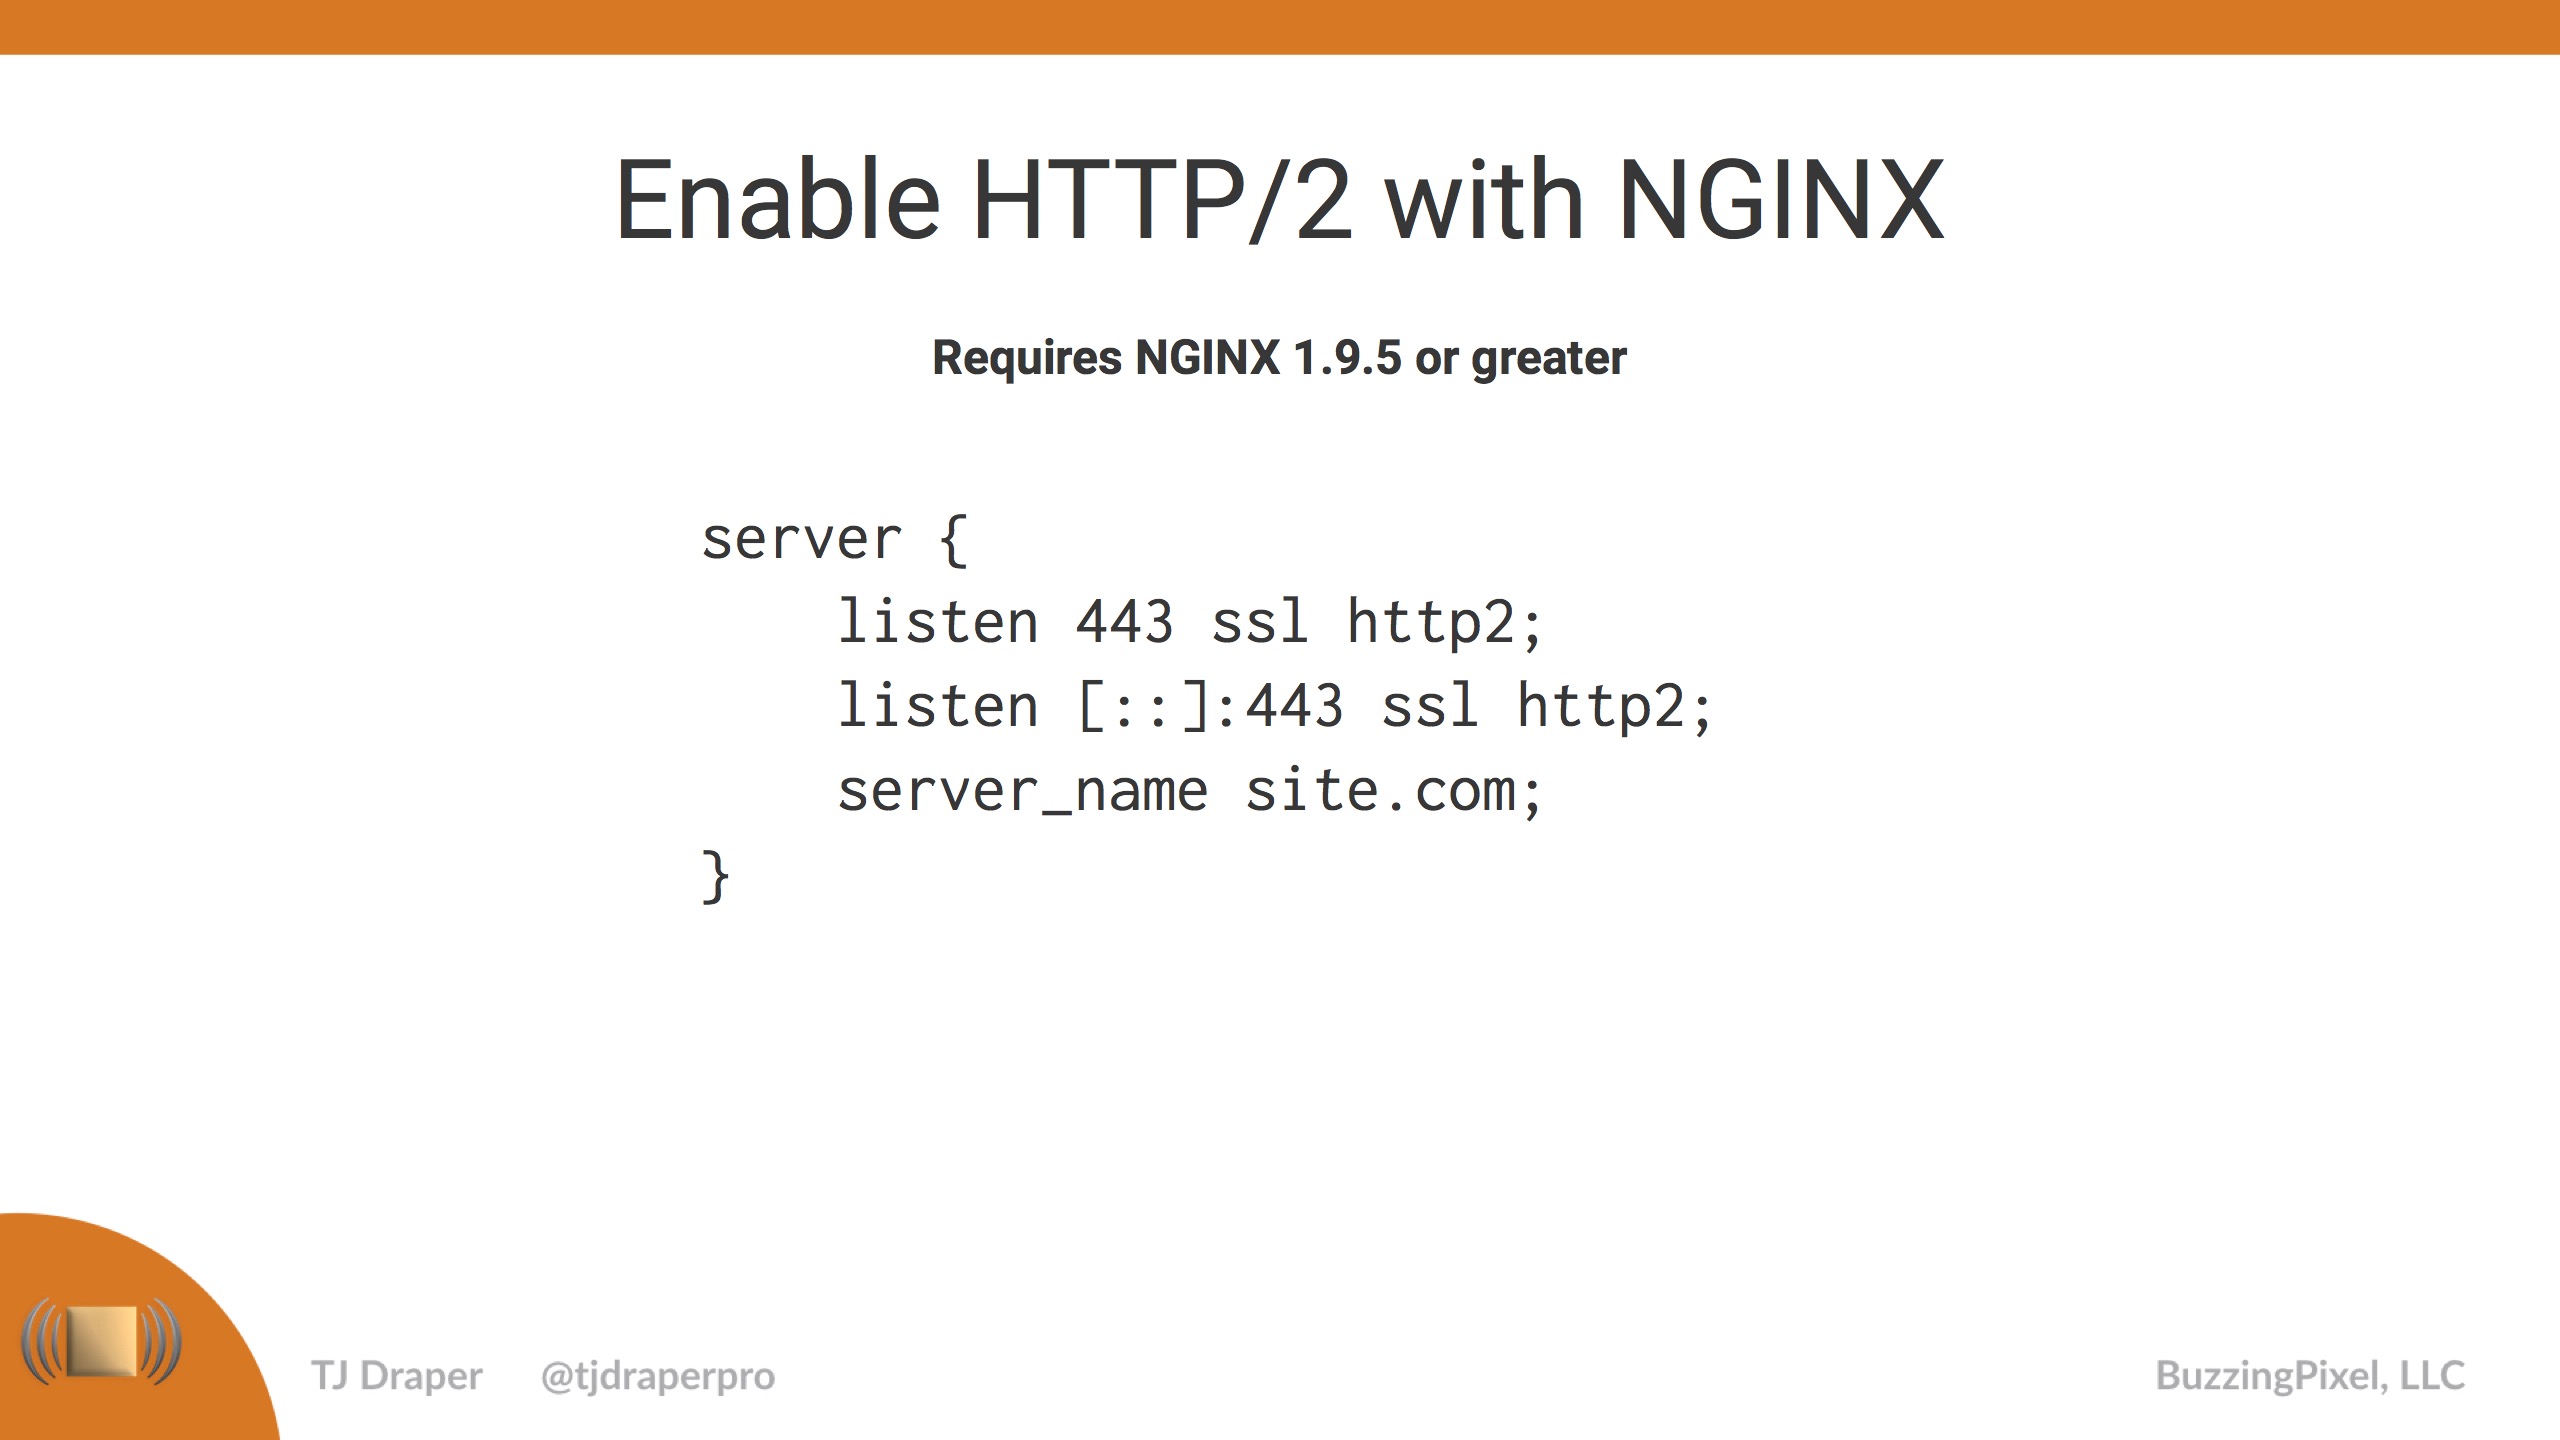 Enable HTTP/2 with NGINX
Requires NGINX 1.9.5 or greater
server {
    listen 443 ssl http2;
    listen [::]:443 ssl http2;
    server_name site.com;
}
TJ Draper @tjdraperpro
BuzzingPixel, LLC